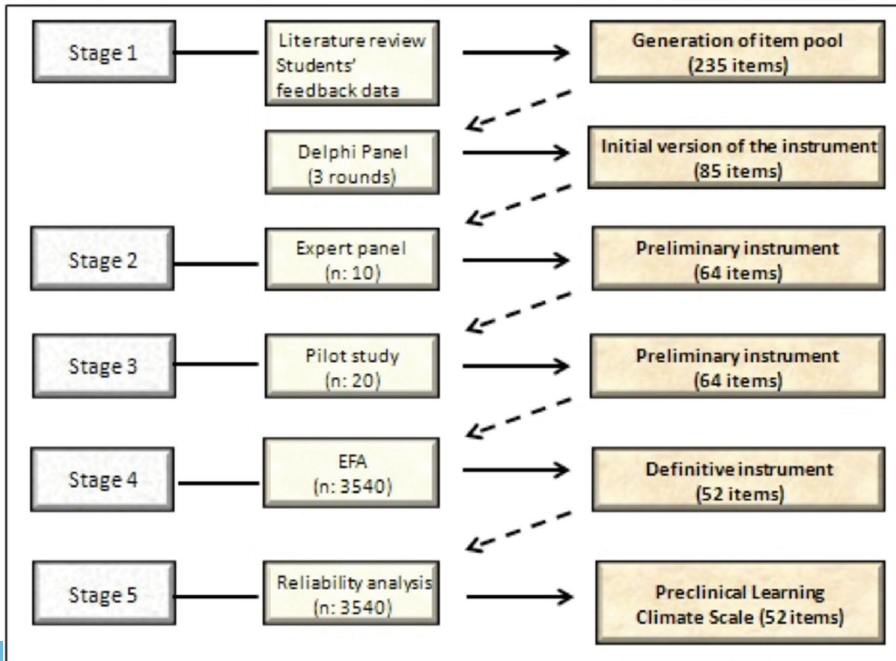 Stage 1
Literature review
Students'
feedback data
Generation of item pool
(235 items)
Delphi Panel
(3 rounds)
Initial version of the instrument
(85 items)
Stage 2
Expert panel
(n: 10)
Preliminary instrument
(64 items)
Stage 3
Pilot study
(n: 20)
Preliminary instrument
(64 items)
Stage 4
EFA
(n: 3540)
Definitive instrument
(52 items)
Stage 5
Reliability analysis
(n: 3540)
Preclinical Learning
Climate Scale (52 items)